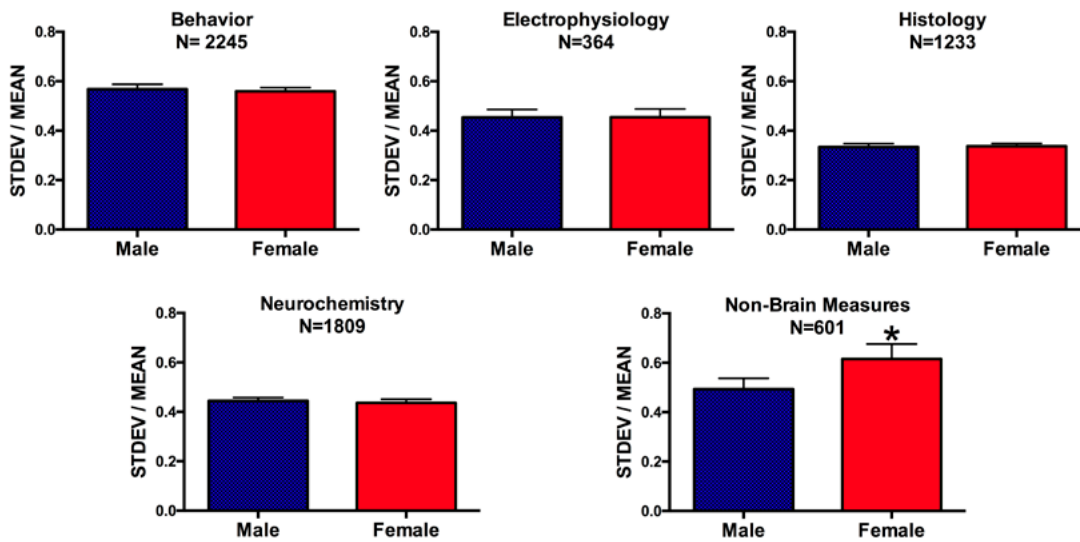 Behavior
N= 2245
STDEV / MEAN
0.8
0.6
0.4
0.2
0.0
Male Female
Electrophysiology
N=364
STDEV / MEAN
0.8
0.6
0.4
0.2
0.0
Male Female
Histology
N=1233
STDEV / MEAN
0.8
0.6
0.4
0.2
0.0
Male Female
Neurochemistry
N=1809
STDEV / MEAN
0.8
0.6
0.4
0.2
0.0
Male Female
Non-Brain Measures
N=601
*
STDEV / MEAN
0.8
0.6
0.4
0.2
0.0
Male Female